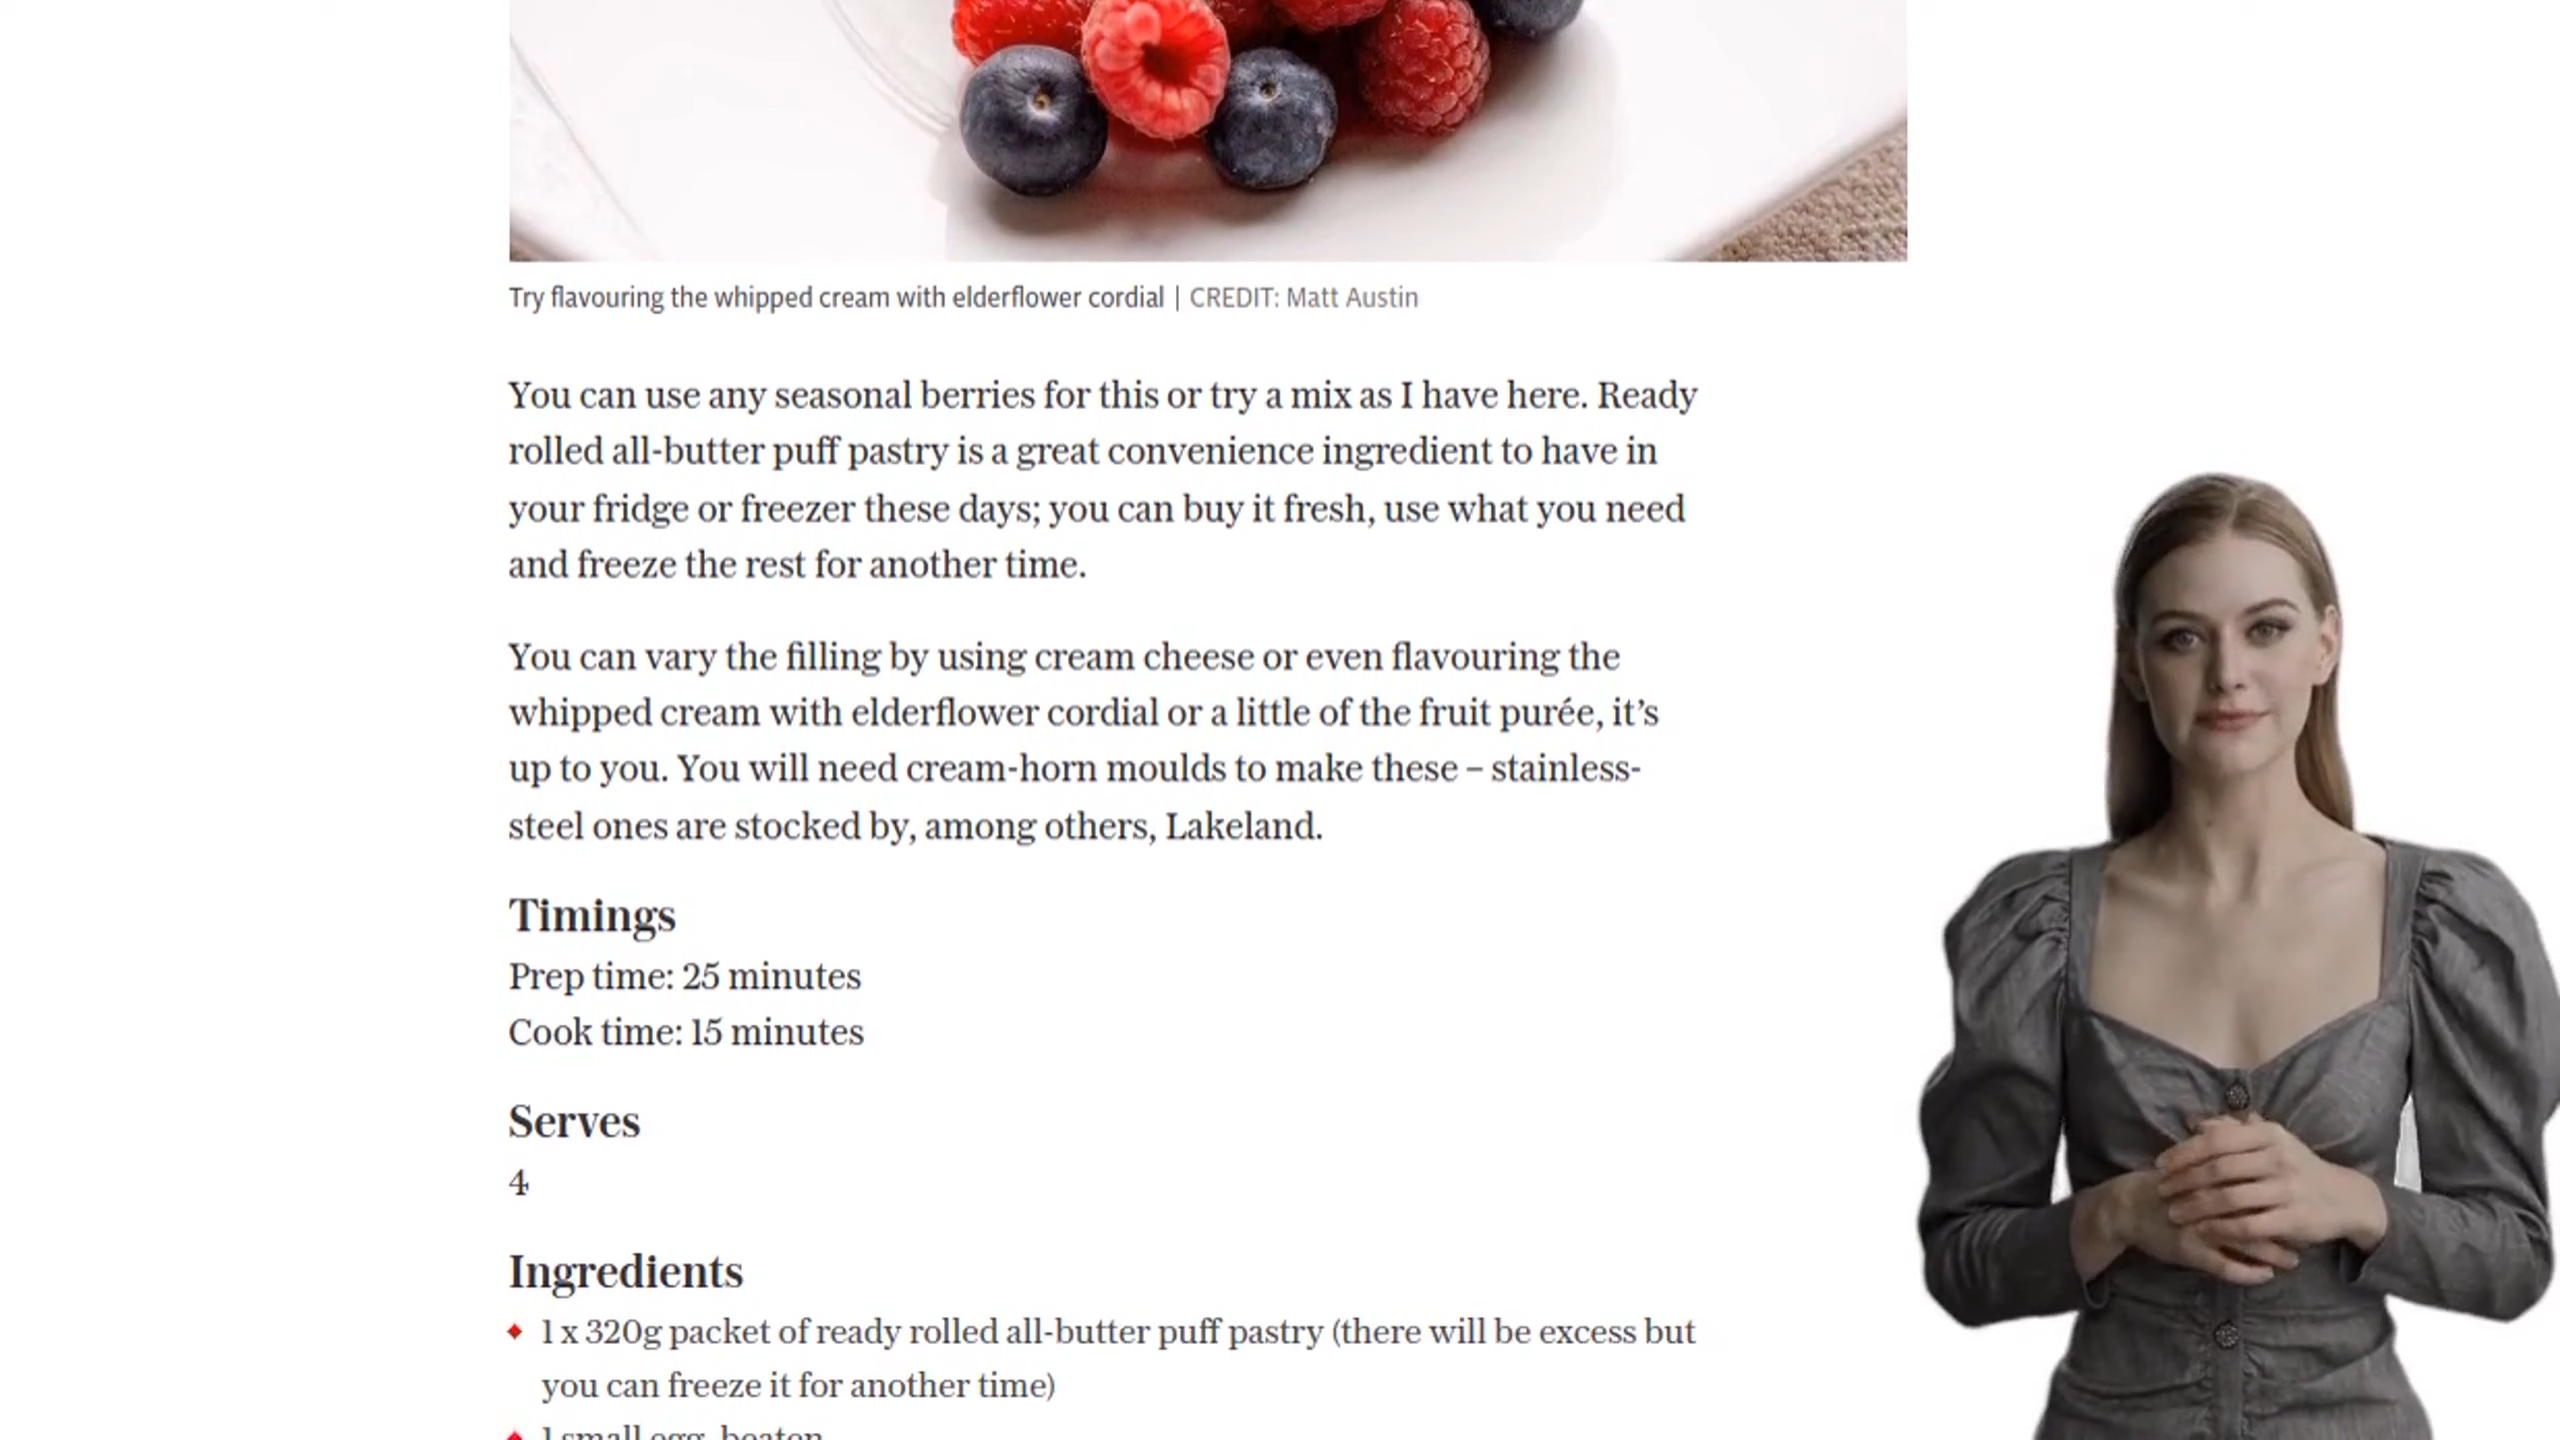 Try flavouring the whipped cream with elderflower cordial | CREDIT: Matt Austin
You can use any seasonal berries for this or try a mix as I have here. Ready
rolled all-butter puff pastry is a great convenience ingredient to have in
your fridge or freezer these days; you can buy it fresh, use what you need
and freeze the rest for another time.
You can vary the filling by using cream cheese or even flavouring the
whipped cream with elderflower cordial or a little of the fruit purée, it’s
up to you. You will need cream-horn moulds to make these – stainless-
steel ones are stocked by, among others, Lakeland.
Timings
Prep time: 25 minutes
Cook time: 15 minutes
Serves
4
Ingredients
1 x 320g packet of ready rolled all-butter puff pastry (there will be excess but
you can freeze it for another time)
1 small egg, beaten